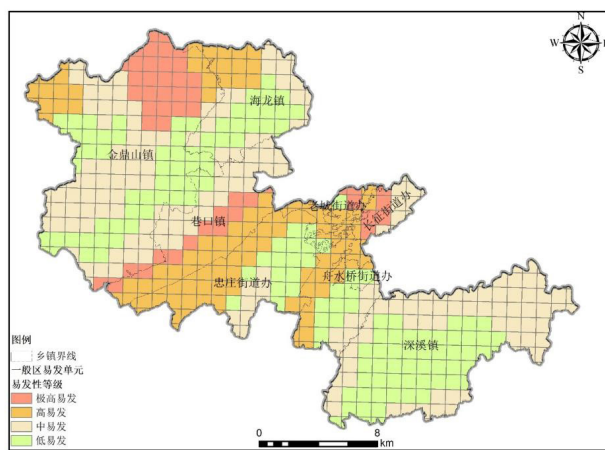 N
W
E
S
海龙镇
金鼎山镇
老城街道办
长征街道办
巷口镇
忠庄街道办
舟水桥街道办
深溪镇
图例
乡镇界线
一般区易发单元
易发性等级
极高易发
高易发
中易发
低易发
0 4 8
km